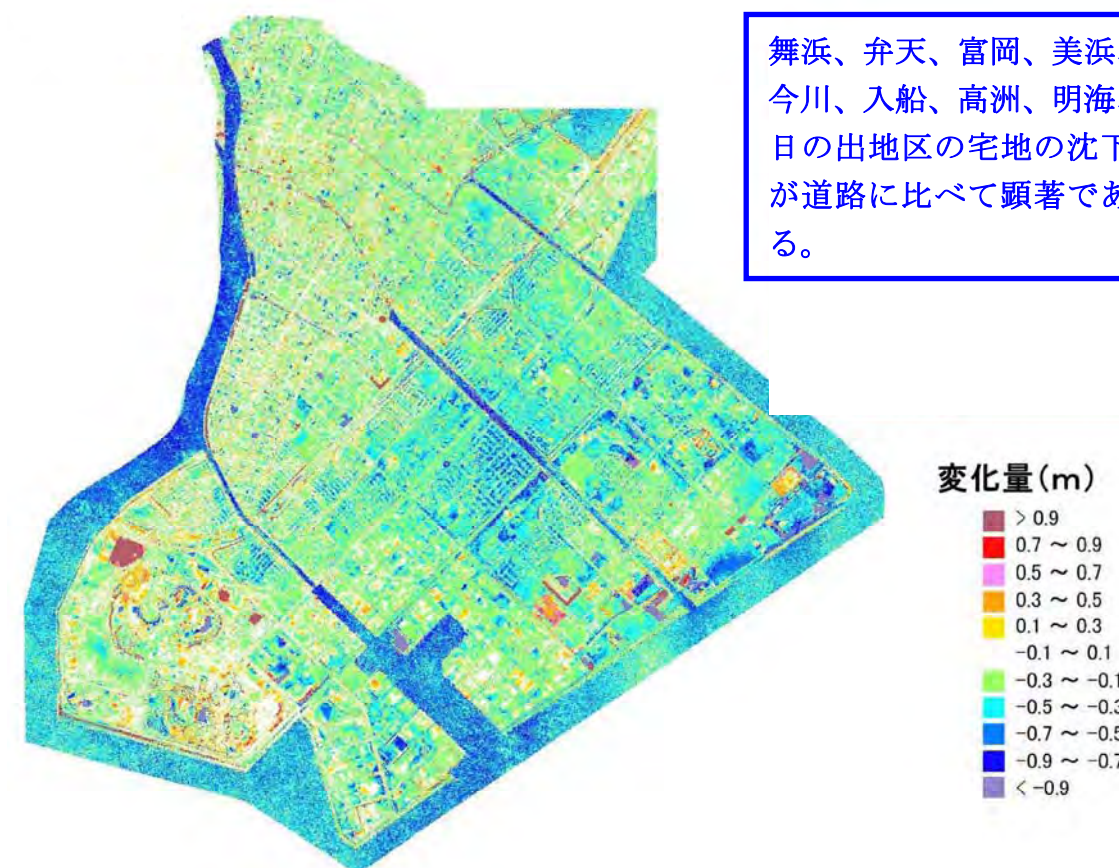 舞浜、弁天、富岡、美浜、
今川、入船、高洲、明海、
日の出地区の宅地の沈下
が道路に比べて顕著であ
る。
変化量(m)
> 0.9
0.7 ~ 0.9
0.5 ~ 0.7
0.3 ~ 0.5
0.1 ~ 0.3
-0.1 ~ 0.1
-0.3 ~ -0.1
-0.5 ~ -0.3
-0.7 ~ -0.5
-0.9 ~ -0.7
< -0.9